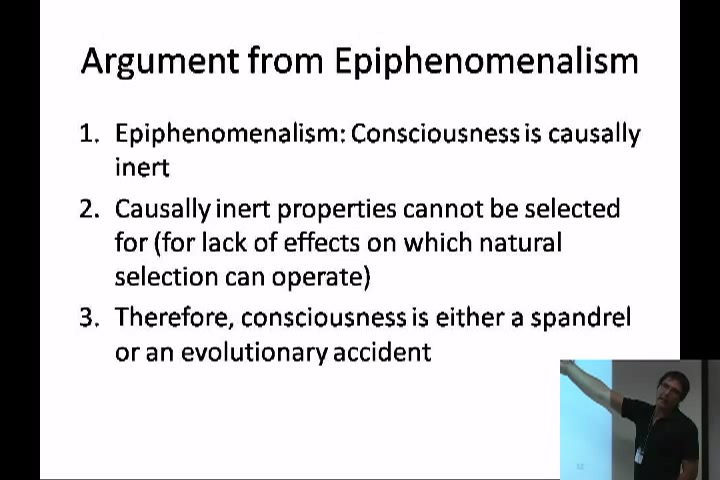 Argument from Epiphenomenalism
1. Epiphenomenalism: Consciousness is causally
inert
2. Causally inert properties cannot be selected
for (for lack of effects on which natural
selection can operate)
3. Therefore, consciousness is either a spandrel
or an evolutionary accident